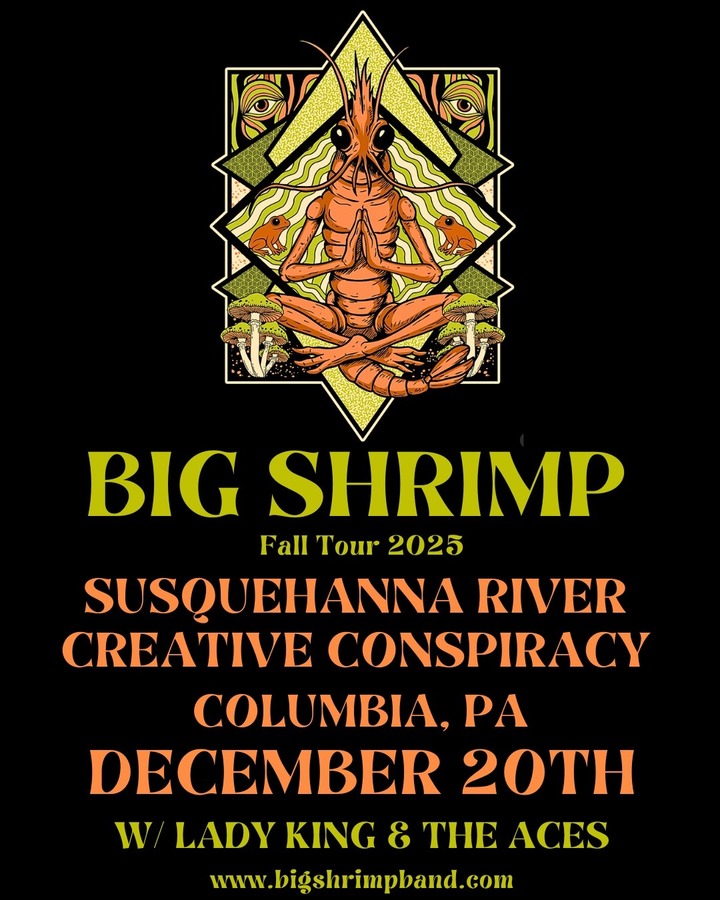 BIG SHRIMP
Fall Tour 2025
SUSQUEHANNA RIVER
CREATIVE CONSPIRACY
COLUMBIA, PA
DECEMBER 20TH
W/ LADY KING & THE ACES
www.bigshrimpband.com